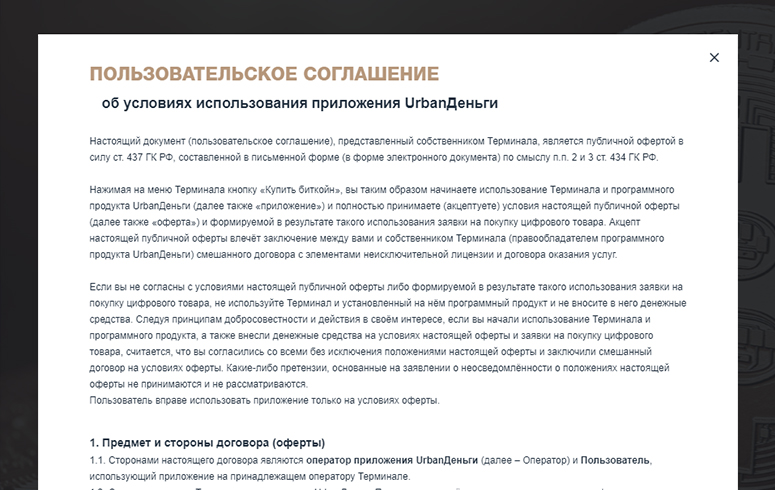 ПОЛЬЗОВАТЕЛЬСКОЕ СОГЛАШЕНИЕ
об условиях использования приложения UrbanДеньги
Настоящий документ (пользовательское соглашение), представленный собственником Терминала, является публичной офертой в
силу ст. 437 ГК РФ, составленной в письменной форме (в форме электронного документа) по смыслу п.п. 2 и 3 ст. 434 ГК РФ.
Нажимая на меню Терминала кнопку «Купить биткойн», вы таким образом начинаете использование Терминала и программного
продукта UrbanДеньги (далее также «приложение») и полностью принимаете (акцептуете) условия настоящей публичной оферты
(далее также «оферта») и формируемой в результате такого использования заявки на покупку цифрового товара. Акцепт
настоящей публичной оферты влечёт заключение между вами и собственником Терминала (правообладателем программного
продукта UrbanДеньги) смешанного договора с элементами неисключительной лицензии и договора оказания услуг.
Если вы не согласны с условиями настоящей публичной оферты либо формируемой в результате такого использования заявки на
покупку цифрового товара, не используйте Терминал и установленный на нём программный продукт и не вносите в него денежные
средства. Следуя принципам добросовестности и действия в своём интересе, если вы начали использование Терминала и
программного продукта, а также внесли денежные средства на условиях настоящей оферты и заявки на покупку цифрового
товара, считается, что вы согласились со всеми без исключения положениями настоящей оферты и заключили смешанный
договор на условиях оферты. Какие-либо претензии, основанные на заявлении о неосведомлённости о положениях настоящей
оферты не принимаются и не рассматриваются.
Пользователь вправе использовать приложение только на условиях оферты.
1. Предмет и стороны договора (оферты)
1.1. Сторонами настоящего договора являются оператор приложения UrbanДеньги (далее – Оператор) и Пользователь,
использующий приложение на принадлежащем оператору Терминале.